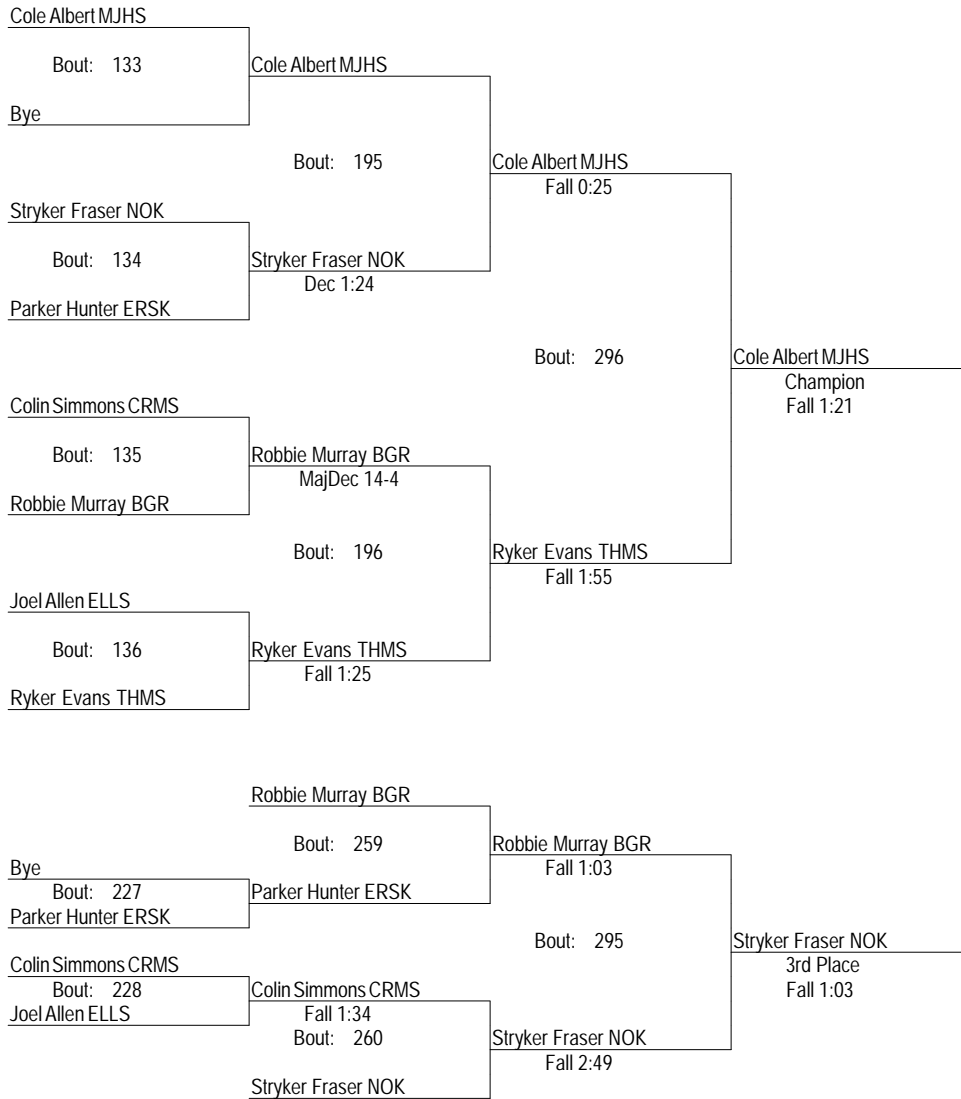 Cole Albert MJHS
Bout: 133
Cole Albert MJHS
Bye
Bout: 195
Cole Albert MJHS
Fall 0:25
Stryker Fraser NOK
Bout: 134
Stryker Fraser NOK
Dec 1:24
Parker Hunter ERSK
Bout: 296
Cole Albert MJHS
Champion
Fall 1:21
Colin Simmons CRMS
Bout: 135
Robbie Murray BGR
MajDec 14-4
Robbie Murray BGR
Bout: 196
Ryker Evans THMS
Fall 1:55
Joel Allen ELLS
Bout: 136
Ryker Evans THMS
Fall 1:25
Ryker Evans THMS
Robbie Murray BGR
Bout: 259
Robbie Murray BGR
Fall 1:03
Bye
Bout: 227
Parker Hunter ERSK
Parker Hunter ERSK
Bout: 295
Stryker Fraser NOK
3rd Place
Fall 1:03
Colin Simmons CRMS
Bout: 228
Colin Simmons CRMS
Fall 1:34
Joel Allen ELLS
Bout: 260
Stryker Fraser NOK
Fall 2:49
Stryker Fraser NOK